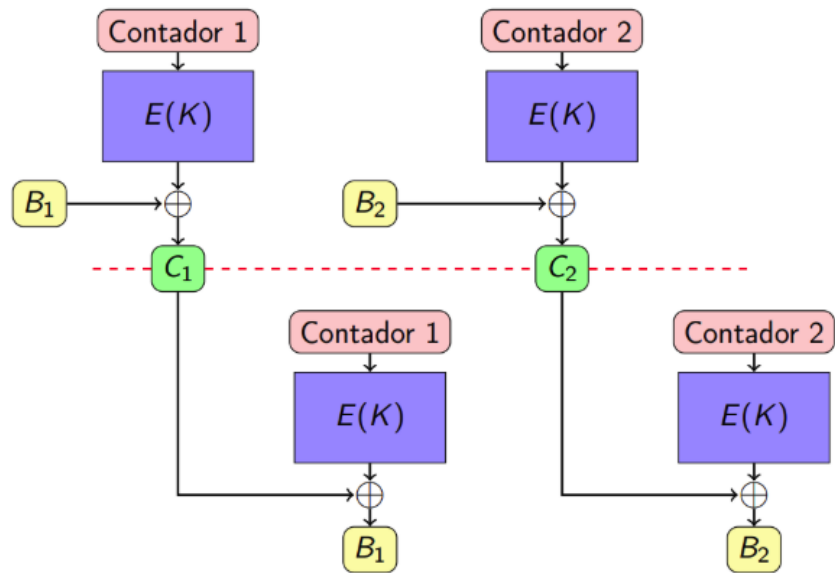 Contador 1 Contador 2
E(K) E(K)
B₁ B₂
C₁ C₂
Contador 1 Contador 2
E(K) E(K)
B₁ B₂